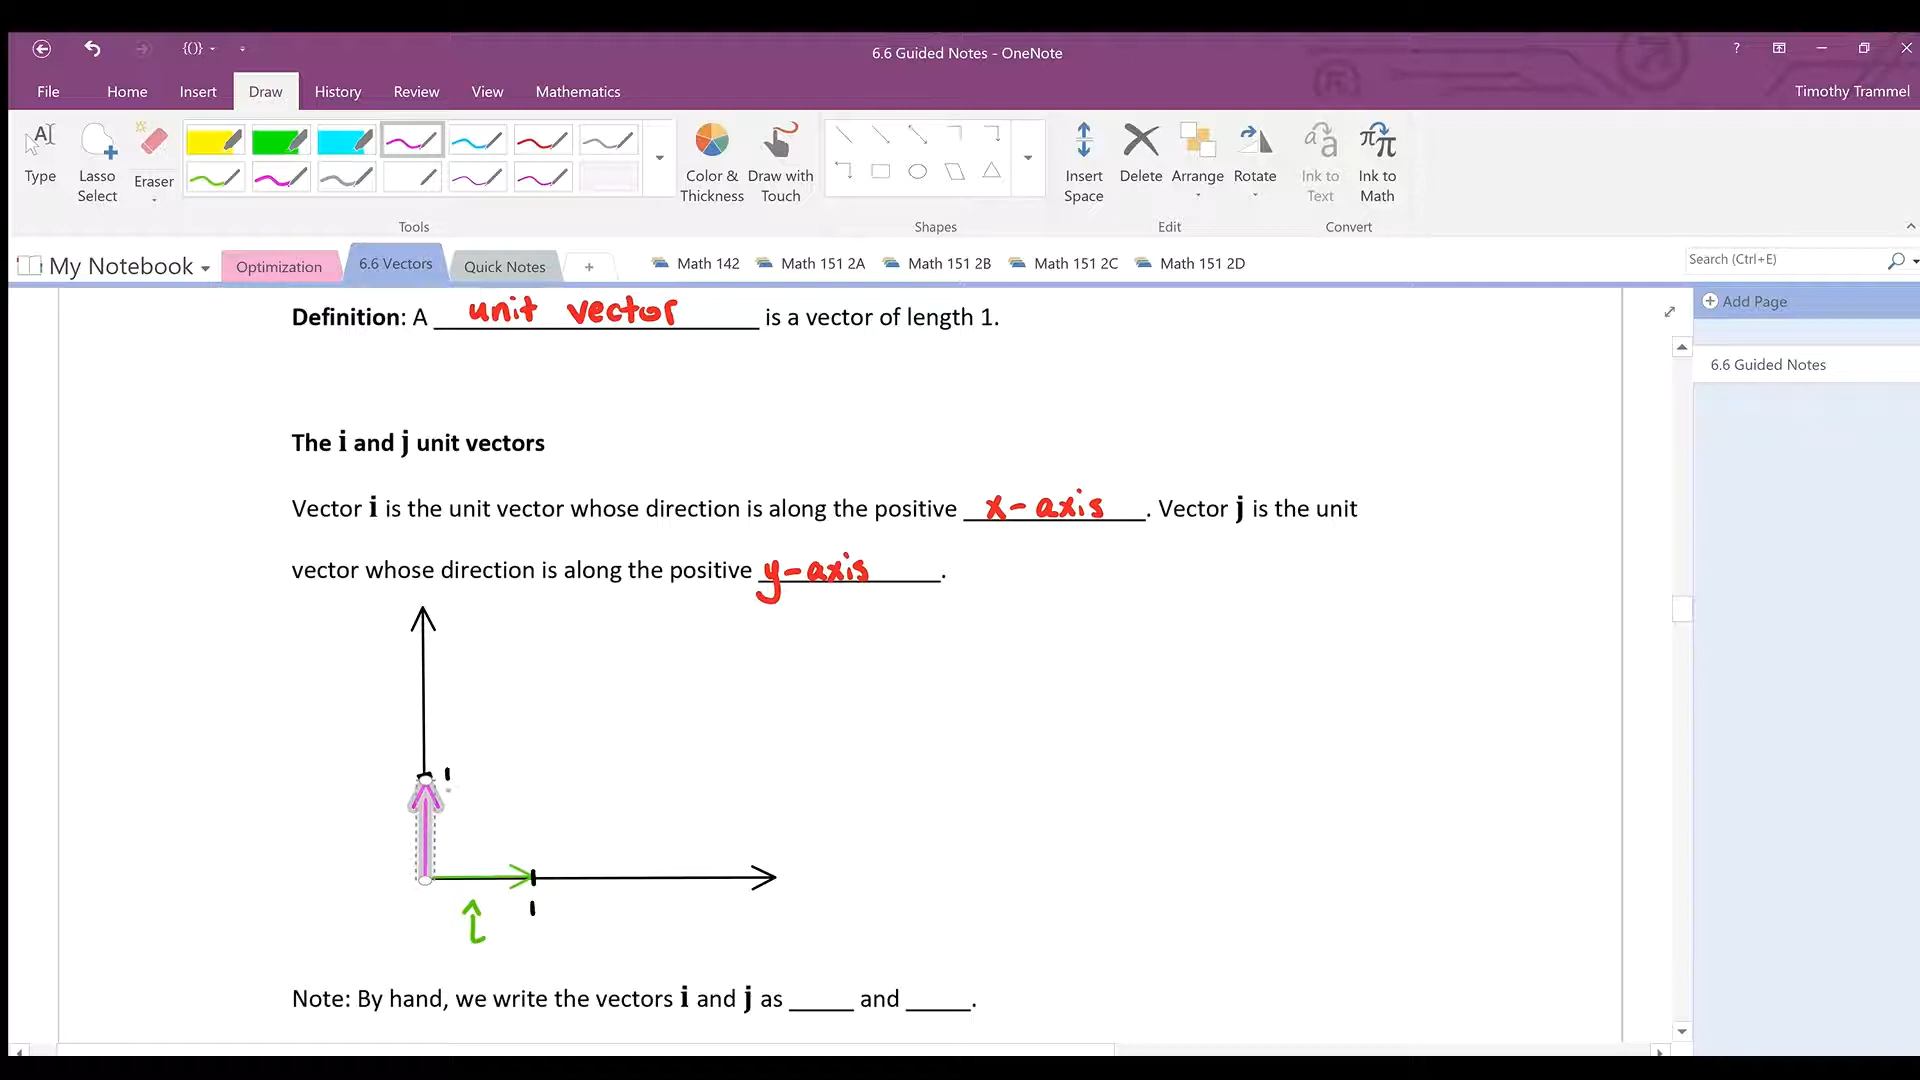 6.6 Guided Notes - OneNote
File Home Insert Draw History Review View Mathematics Timothy Trammel
Type Lasso Select Eraser Color & Thickness Draw with Touch Insert Space Delete Arrange Rotate Ink to Text Ink to Math
Tools Shapes Edit Convert
My Notebook Optimization 6.6 Vectors Quick Notes + Math 142 Math 151 2A Math 151 2B Math 151 2C Math 151 2D Search (Ctrl+E)
Add Page
6.6 Guided Notes
Definition: A unit vector is a vector of length 1.
The i and j unit vectors
Vector i is the unit vector whose direction is along the positive x-axis. Vector j is the unit
vector whose direction is along the positive y-axis.
1
1
î
Note: By hand, we write the vectors i and j as _____ and _____.